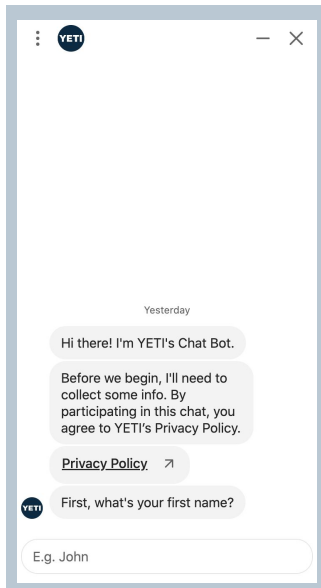 YETI
Yesterday
Hi there! I'm YETI's Chat Bot.
Before we begin, I'll need to
collect some info. By
participating in this chat, you
agree to YETI's Privacy Policy.
Privacy Policy
First, what's your first name?
YETI
E.g. John